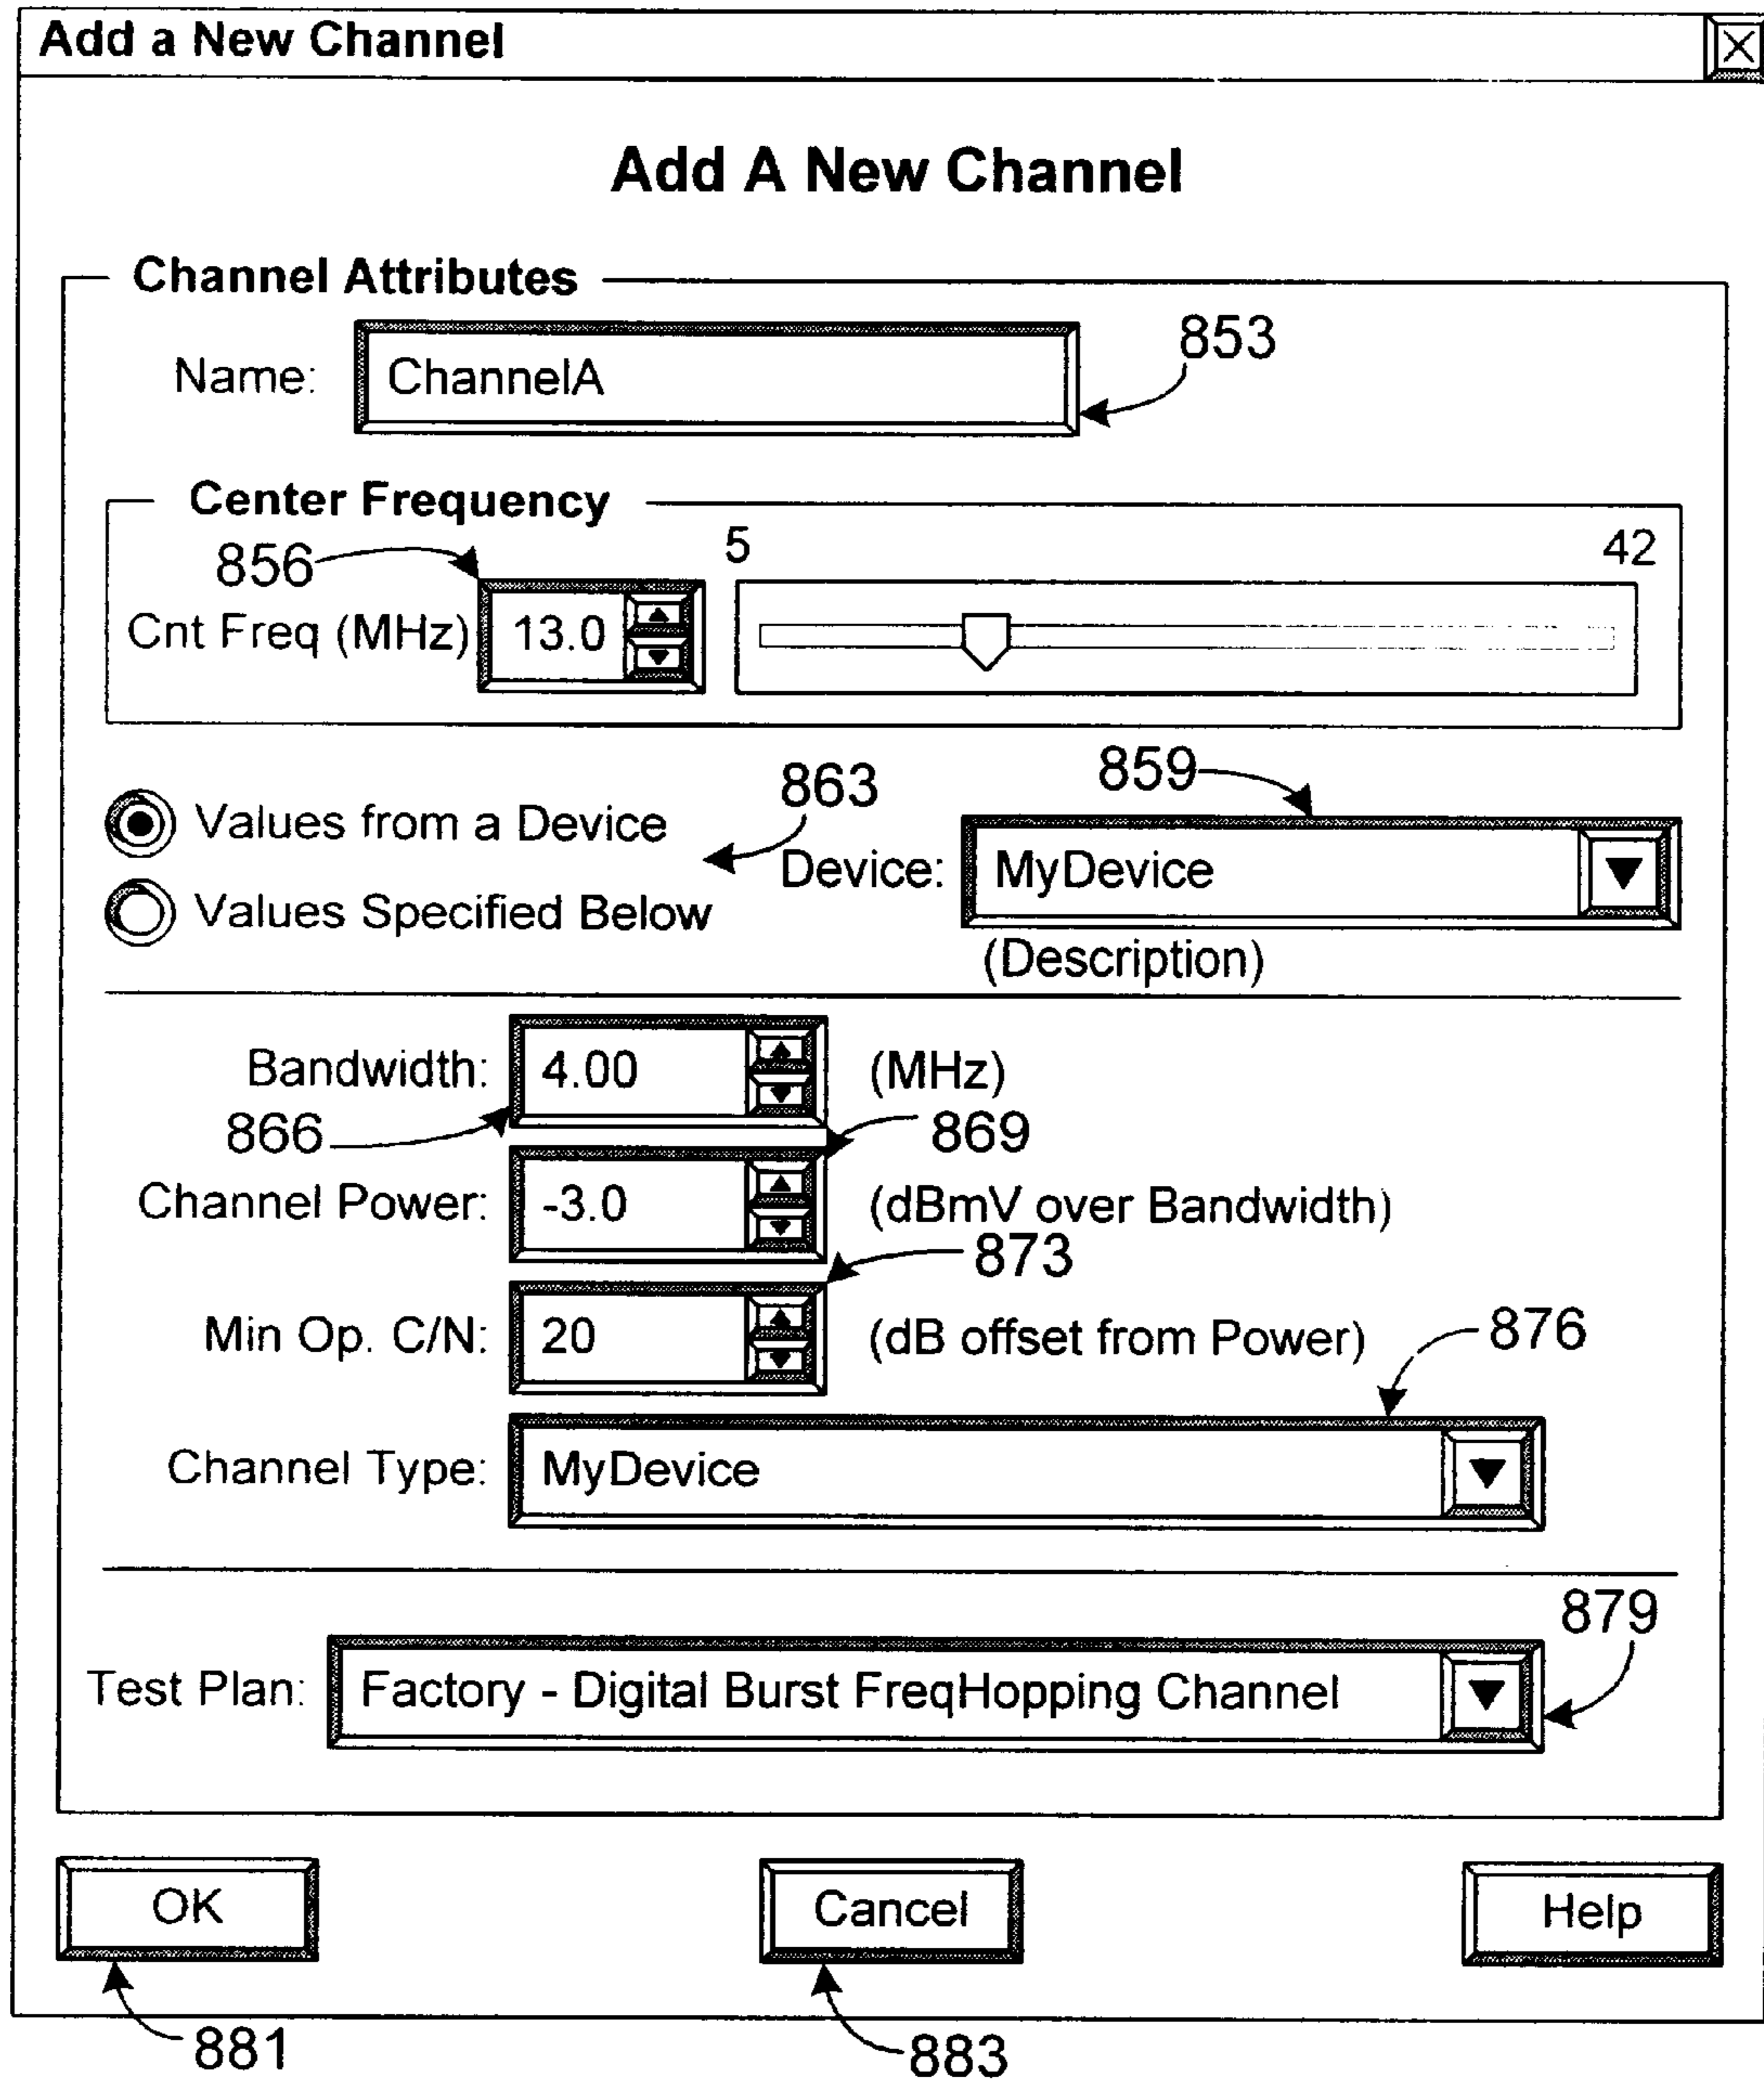 Add a New Channel
Add A New Channel
Channel Attributes
Name: ChannelA
853
Center Frequency
856
5
42
Cnt Freq (MHz) 13.0
863
859
Values from a Device
Device: MyDevice
Values Specified Below
(Description)
Bandwidth: 4.00 (MHz)
866
869
Channel Power: -3.0 (dBmV over Bandwidth)
873
Min Op. C/N: 20 (dB offset from Power)
876
Channel Type: MyDevice
879
Test Plan: Factory - Digital Burst FreqHopping Channel
OK
Cancel
Help
881
883